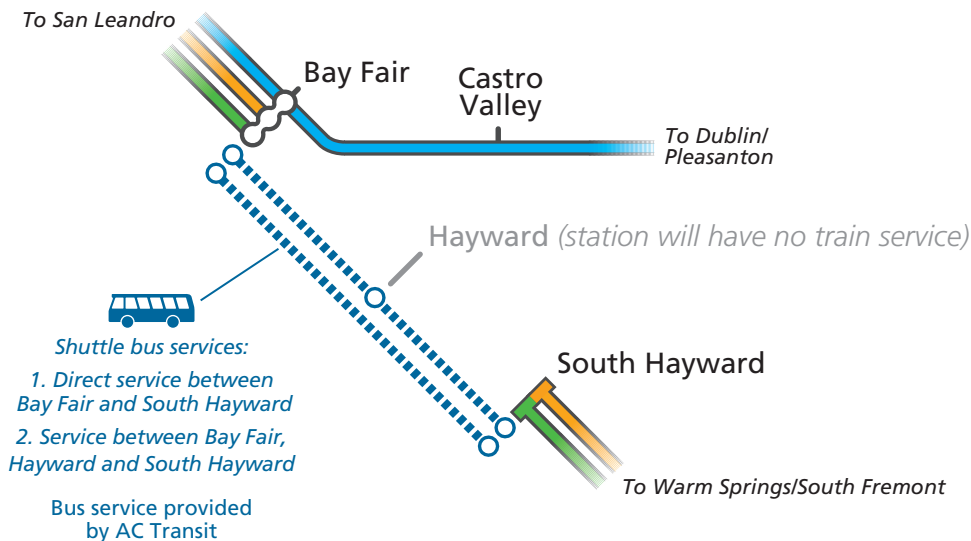 To San Leandro
Bay Fair
Castro
Valley
To Dublin/
Pleasanton
Hayward (station will have no train service)
Shuttle bus services:
1. Direct service between
Bay Fair and South Hayward
2. Service between Bay Fair,
Hayward and South Hayward
Bus service provided
by AC Transit
South Hayward
To Warm Springs/South Fremont